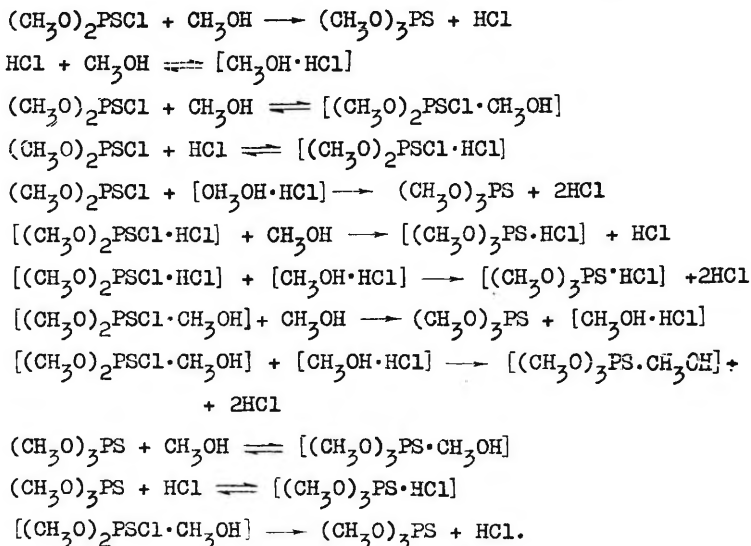 (CH₃O)₂PSCl + CH₃OH ⟶ (CH₃O)₃PS + HCl
HCl + CH₃OH ⇌ [CH₃OH·HCl]
(CH₃O)₂PSCl + CH₃OH ⇌ [(CH₃O)₂PSCl·CH₃OH]
(CH₃O)₂PSCl + HCl ⇌ [(CH₃O)₂PSCl·HCl]
(CH₃O)₂PSCl + [OH₃OH·HCl] ⟶ (CH₃O)₃PS + 2HCl
[(CH₃O)₂PSCl·HCl] + CH₃OH ⟶ [(CH₃O)₃PS·HCl] + HCl
[(CH₃O)₂PSCl·HCl] + [CH₃OH·HCl] ⟶ [(CH₃O)₃PS·HCl] +2HCl
[(CH₃O)₂PSCl·CH₃OH]+ CH₃OH ⟶ (CH₃O)₃PS + [CH₃OH·HCl]
[(CH₃O)₂PSCl·CH₃OH] + [CH₃OH·HCl] ⟶ [(CH₃O)₃PS.CH₃OH]+
+ 2HCl
(CH₃O)₃PS + CH₃OH ⇌ [(CH₃O)₃PS·CH₃OH]
(CH₃O)₃PS + HCl ⇌ [(CH₃O)₃PS·HCl]
[(CH₃O)₂PSCl·CH₃OH] ⟶ (CH₃O)₃PS + HCl.